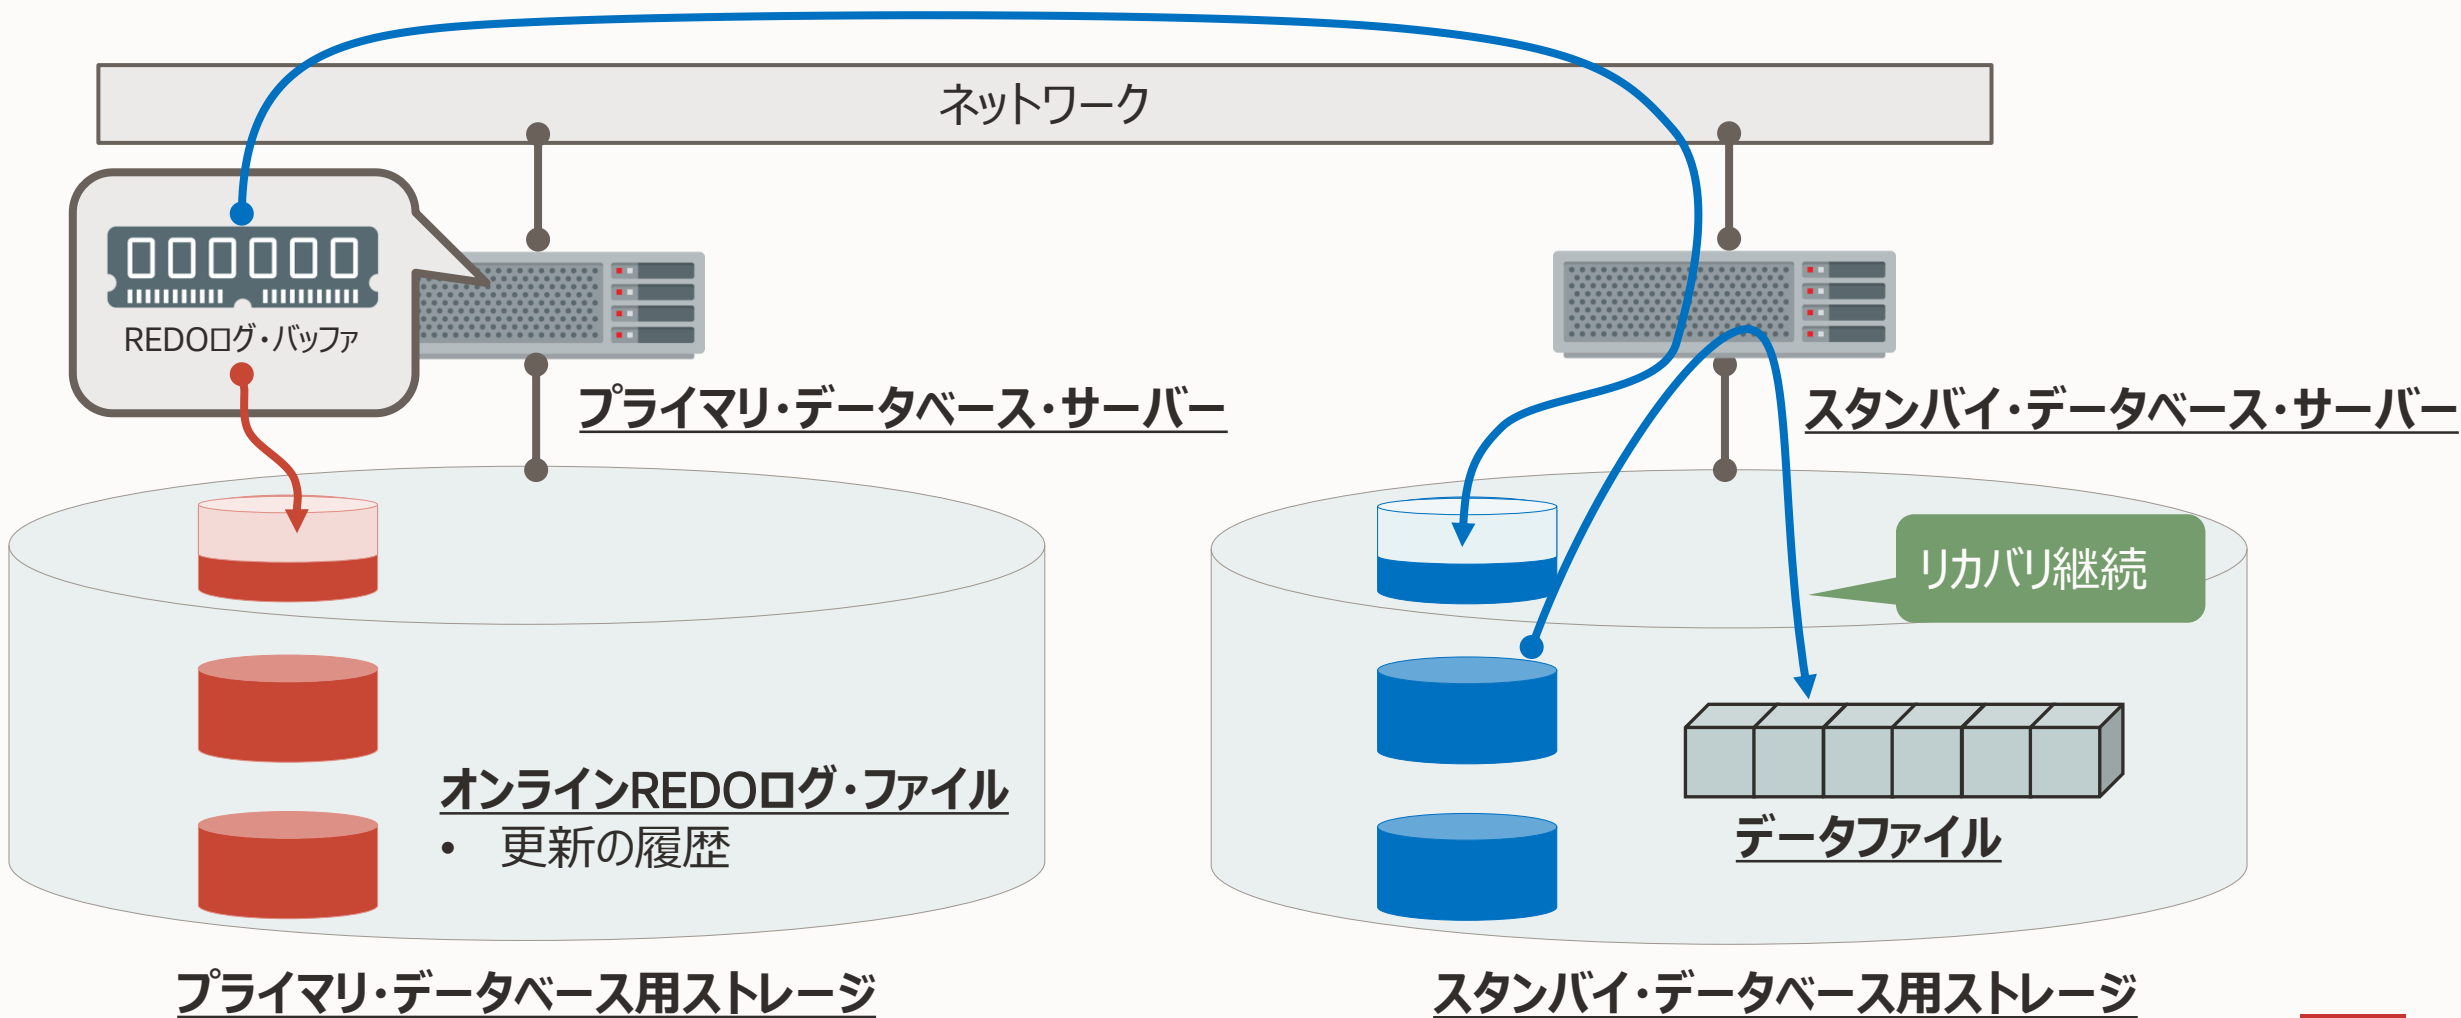 ネットワーク
REDOログ・バッファ
プライマリ・データベース・サーバー
スタンバイ・データベース・サーバー
リカバリ継続
オンラインREDOログ・ファイル
• 更新の履歴
データファイル
プライマリ・データベース用ストレージ
スタンバイ・データベース用ストレージ